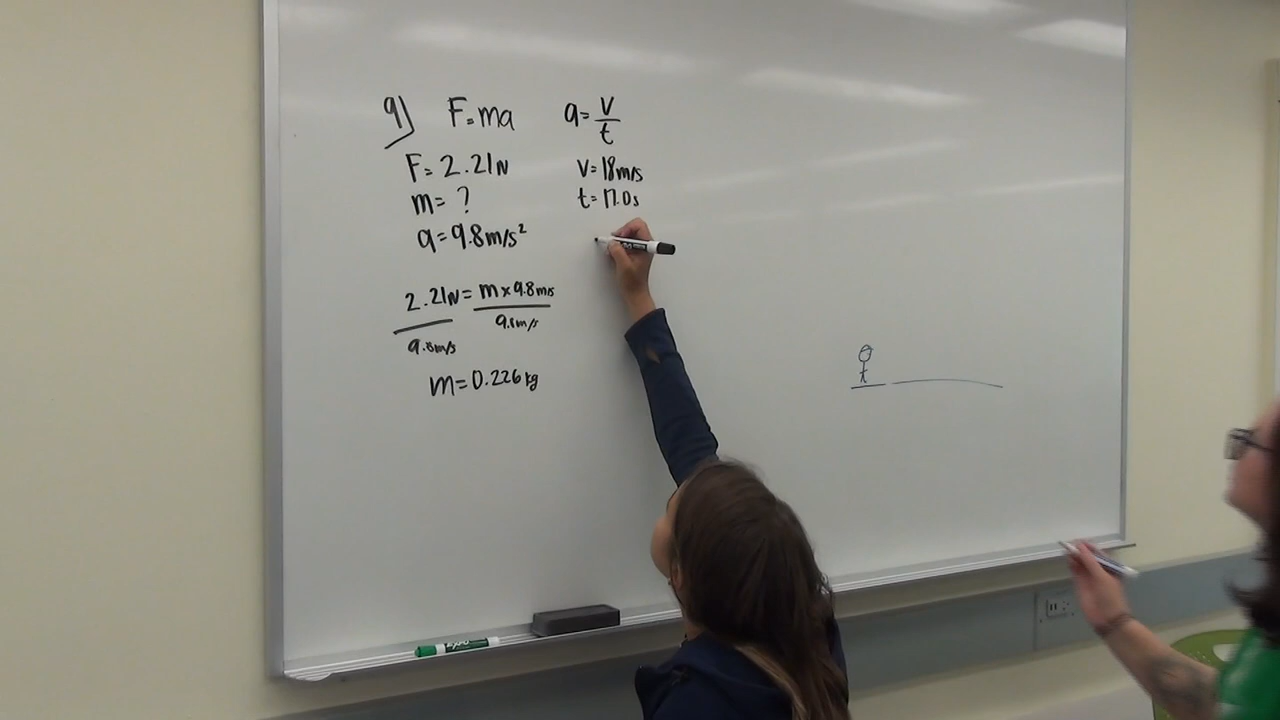 9) F=ma
F=2.21N
m=?
a=9.8m/s²
2.21N = m×9.8m/s
9.8m/s 9.8m/s
m=0.226kg
a=v/t
v=18m/s
t=17.0s
EXPO